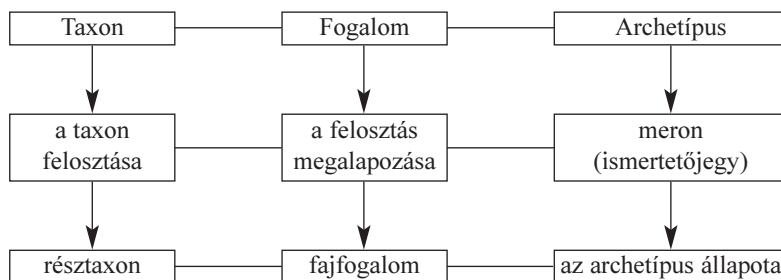 Taxon
Fogalom
Archetípus
a taxon
felosztása
a felosztás
megalapozása
meron
(ismertetőjegy)
résztaxon
fajfogalom
az archetípus állapota